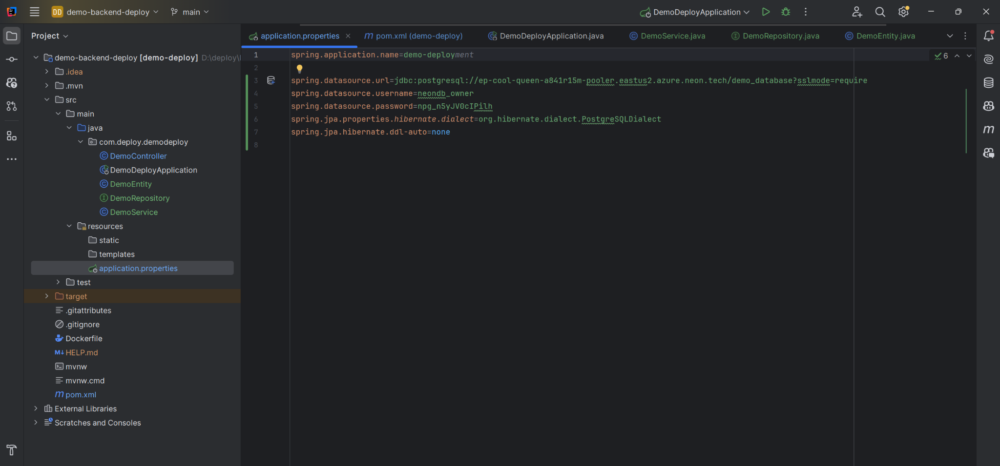 DD demo-backend-deploy main DemoDeployApplication
Project
application.properties pom.xml (demo-deploy) DemoDeployApplication.java DemoService.java DemoRepository.java DemoEntity.java
demo-backend-deploy [demo-deploy] D:\deploy\
.idea
.mvn
src
main
java
com.deploy.demodeploy
DemoController
DemoDeployApplication
DemoEntity
DemoRepository
DemoService
resources
static
templates
application.properties
test
target
.gitattributes
.gitignore
Dockerfile
HELP.md
mvnw
mvnw.cmd
pom.xml
External Libraries
Scratches and Consoles
1 spring.application.name=demo-deployment
6
2
3 spring.datasource.url=jdbc:postgresql://ep-cool-queen-a841r15m-pooler.eastus2.azure.neon.tech/demo_database?sslmode=require
4 spring.datasource.username=neondb_owner
5 spring.datasource.password=npg_n5yJV0cIPilh
6 spring.jpa.properties.hibernate.dialect=org.hibernate.dialect.PostgreSQLDialect
7 spring.jpa.hibernate.ddl-auto=none
8